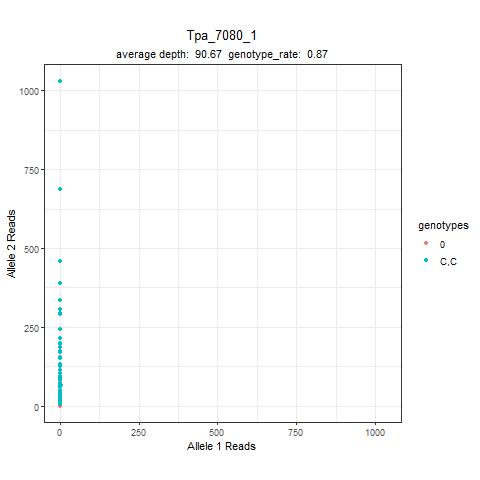 Tpa_7080_1
average depth: 90.67 genotype_rate: 0.87
1000
750
500
250
0
Allele 2 Reads
0 250 500 750 1000
Allele 1 Reads
genotypes
0
C,C